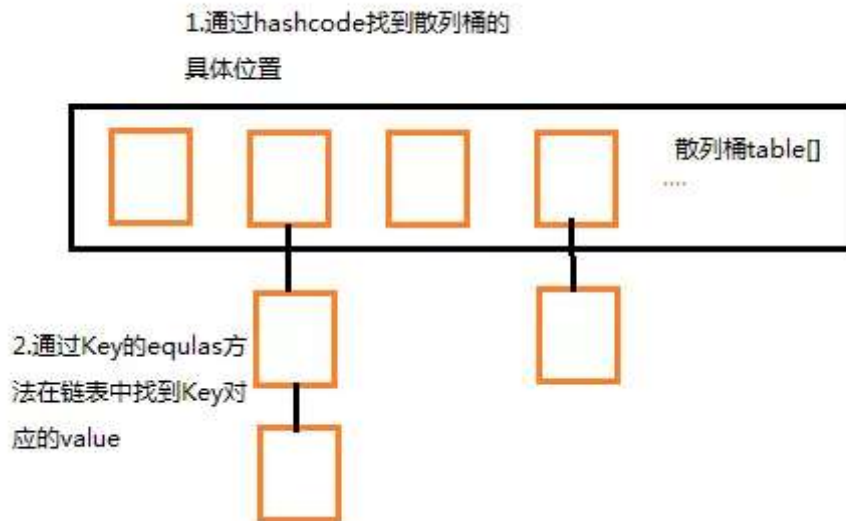 1.通过hashcode找到散列桶的
具体位置
散列桶table[]
....
2.通过Key的equlas方
法在链表中找到Key对
应的value